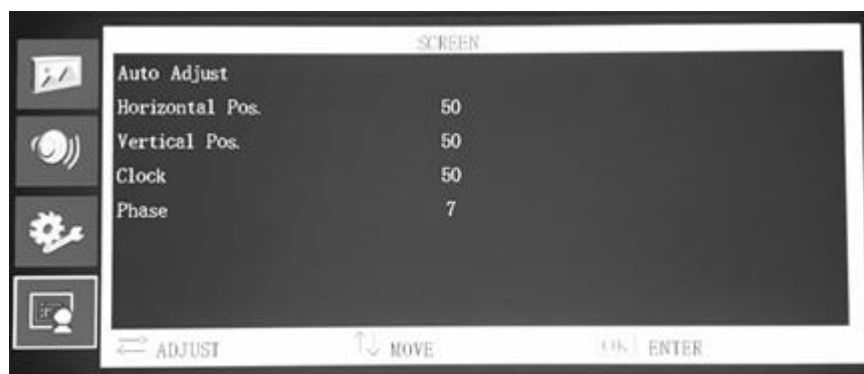 SCREEN
Auto Adjust
Horizontal Pos. 50
Vertical Pos. 50
Clock 50
Phase 7
ADJUST MOVE OK ENTER